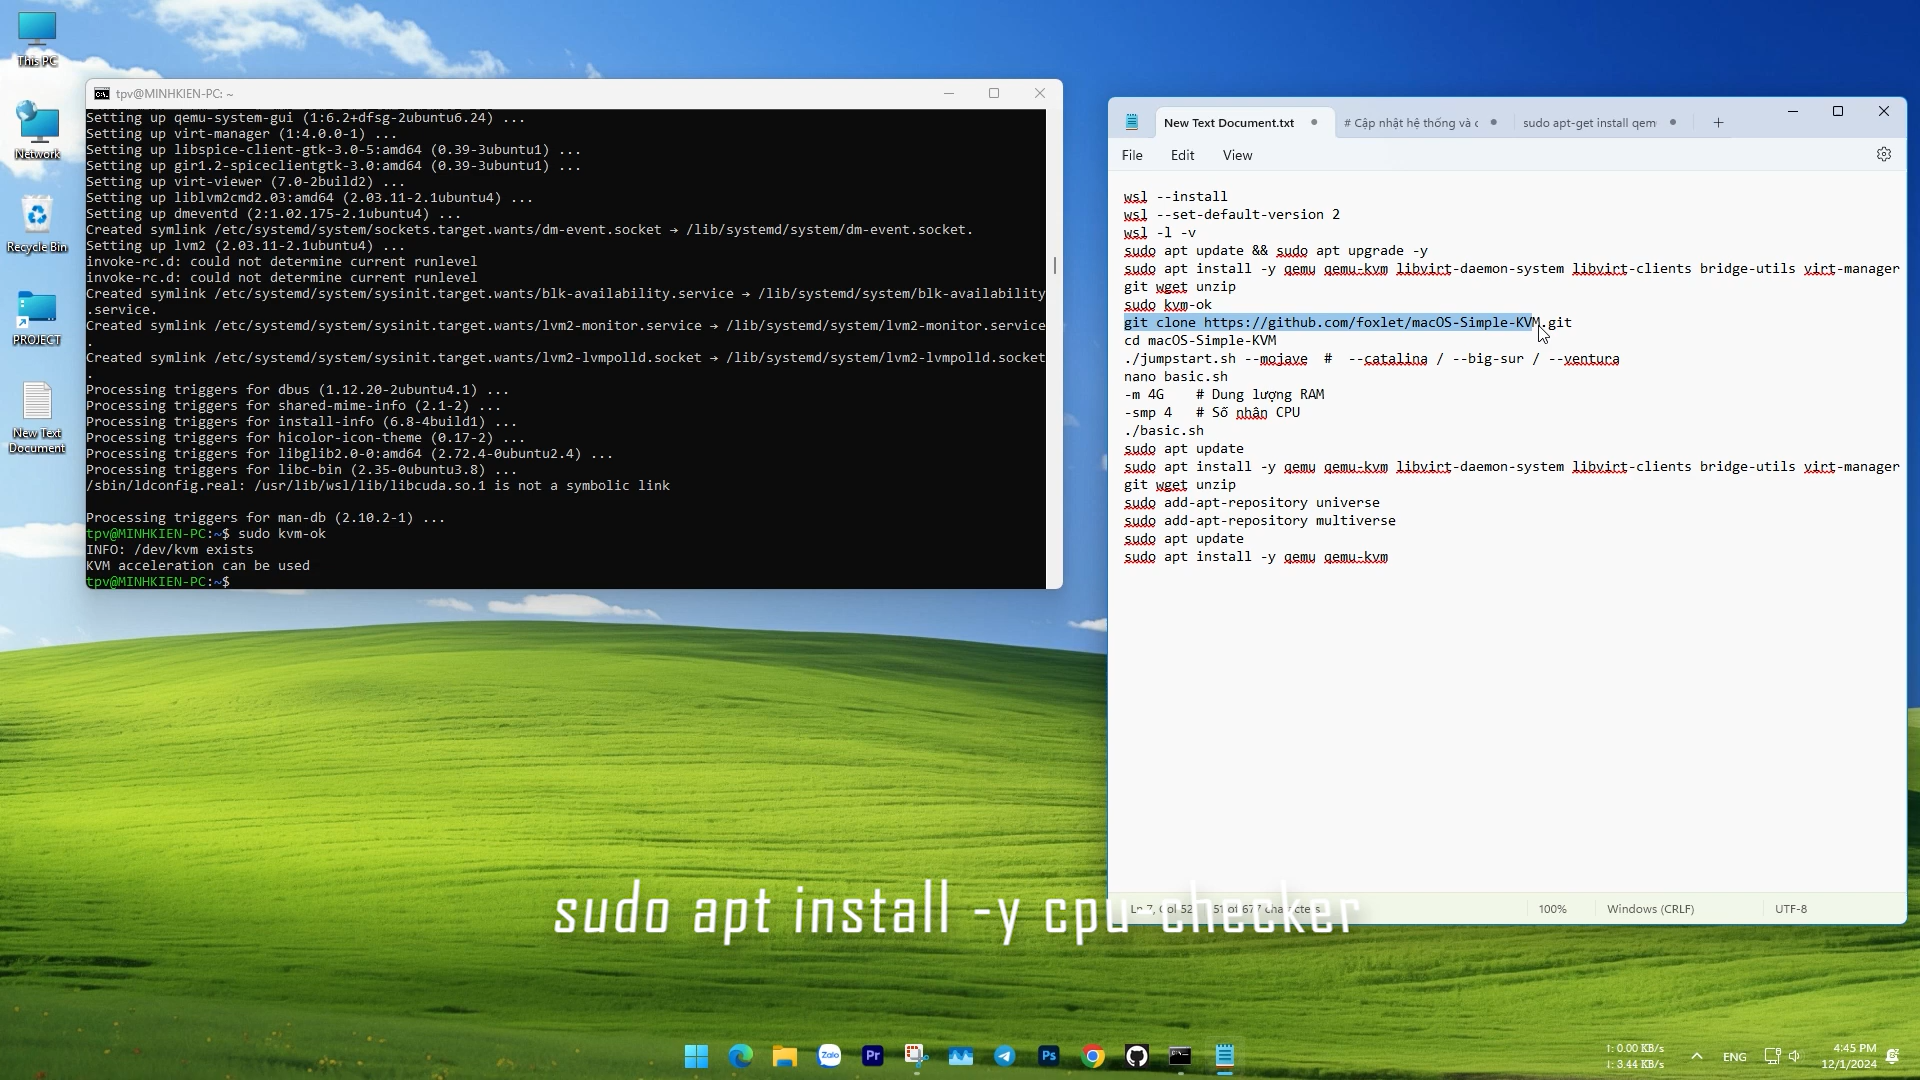 This PC
Network
Recycle Bin
PROJECT
New Text
Document
tpv@MINHKIEN-PC: ~
Setting up qemu-system-gui (1:6.2+dfsg-2ubuntu6.24) ...
Setting up virt-manager (1:4.0.0-1) ...
Setting up libspice-client-gtk-3.0-5:amd64 (0.39-3ubuntu1) ...
Setting up gir1.2-spiceclientgtk-3.0:amd64 (0.39-3ubuntu1) ...
Setting up virt-viewer (7.0-2build2) ...
Setting up liblvm2cmd2.03:amd64 (2.03.11-2.1ubuntu4) ...
Setting up dmeventd (2:1.02.175-2.1ubuntu4) ...
Created symlink /etc/systemd/system/sockets.target.wants/dm-event.socket → /lib/systemd/system/dm-event.socket.
Setting up lvm2 (2.03.11-2.1ubuntu4) ...
invoke-rc.d: could not determine current runlevel
invoke-rc.d: could not determine current runlevel
Created symlink /etc/systemd/system/sysinit.target.wants/blk-availability.service → /lib/systemd/system/blk-availability
.service.
Created symlink /etc/systemd/system/sysinit.target.wants/lvm2-monitor.service → /lib/systemd/system/lvm2-monitor.service
.
Created symlink /etc/systemd/system/sysinit.target.wants/lvm2-lvmpolld.socket → /lib/systemd/system/lvm2-lvmpolld.socket
.
Processing triggers for dbus (1.12.20-2ubuntu4.1) ...
Processing triggers for shared-mime-info (2.1-2) ...
Processing triggers for install-info (6.8-4build1) ...
Processing triggers for hicolor-icon-theme (0.17-2) ...
Processing triggers for libglib2.0-0:amd64 (2.72.4-0ubuntu2.4) ...
Processing triggers for libc-bin (2.35-0ubuntu3.8) ...
/sbin/ldconfig.real: /usr/lib/wsl/lib/libcuda.so.1 is not a symbolic link
Processing triggers for man-db (2.10.2-1) ...
tpv@MINHKIEN-PC:~$ sudo kvm-ok
INFO: /dev/kvm exists
KVM acceleration can be used
tpv@MINHKIEN-PC:~$
New Text Document.txt
# Cập nhật hệ thống và c
sudo apt-get install qem
File Edit View
wsl --install
wsl --set-default-version 2
wsl -l -v
sudo apt update && sudo apt upgrade -y
sudo apt install -y qemu qemu-kvm libvirt-daemon-system libvirt-clients bridge-utils virt-manager
git wget unzip
sudo kvm-ok
git clone https://github.com/foxlet/macOS-Simple-KVM.git
cd macOS-Simple-KVM
./jumpstart.sh --mojave # --catalina / --big-sur / --ventura
nano basic.sh
-m 4G # Dung lượng RAM
-smp 4 # Số nhân CPU
./basic.sh
sudo apt update
sudo apt install -y qemu qemu-kvm libvirt-daemon-system libvirt-clients bridge-utils virt-manager
git wget unzip
sudo add-apt-repository universe
sudo add-apt-repository multiverse
sudo apt update
sudo apt install -y qemu qemu-kvm
Ln 7, Col 52 51 of 677 characters
100%
Windows (CRLF)
UTF-8
sudo apt install -y cpu-checker
Zalo
Pr
Ps
: 0.00 KB/s
: 3.44 KB/s
ENG
4:45 PM
12/1/2024